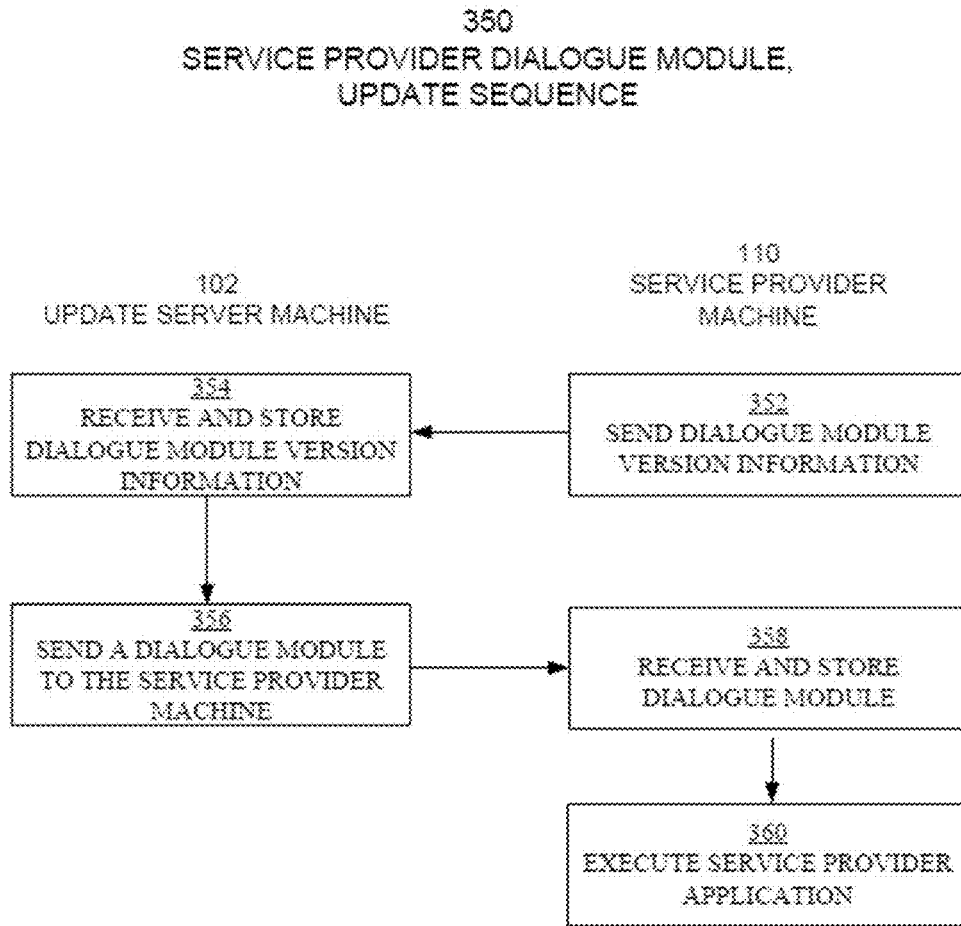 350
SERVICE PROVIDER DIALOGUE MODULE,
UPDATE SEQUENCE
102
UPDATE SERVER MACHINE
110
SERVICE PROVIDER
MACHINE
354
RECEIVE AND STORE
DIALOGUE MODULE VERSION
INFORMATION
352
SEND DIALOGUE MODULE
VERSION INFORMATION
356
SEND A DIALOGUE MODULE
TO THE SERVICE PROVIDER
MACHINE
358
RECEIVE AND STORE
DIALOGUE MODULE
360
EXECUTE SERVICE PROVIDER
APPLICATION